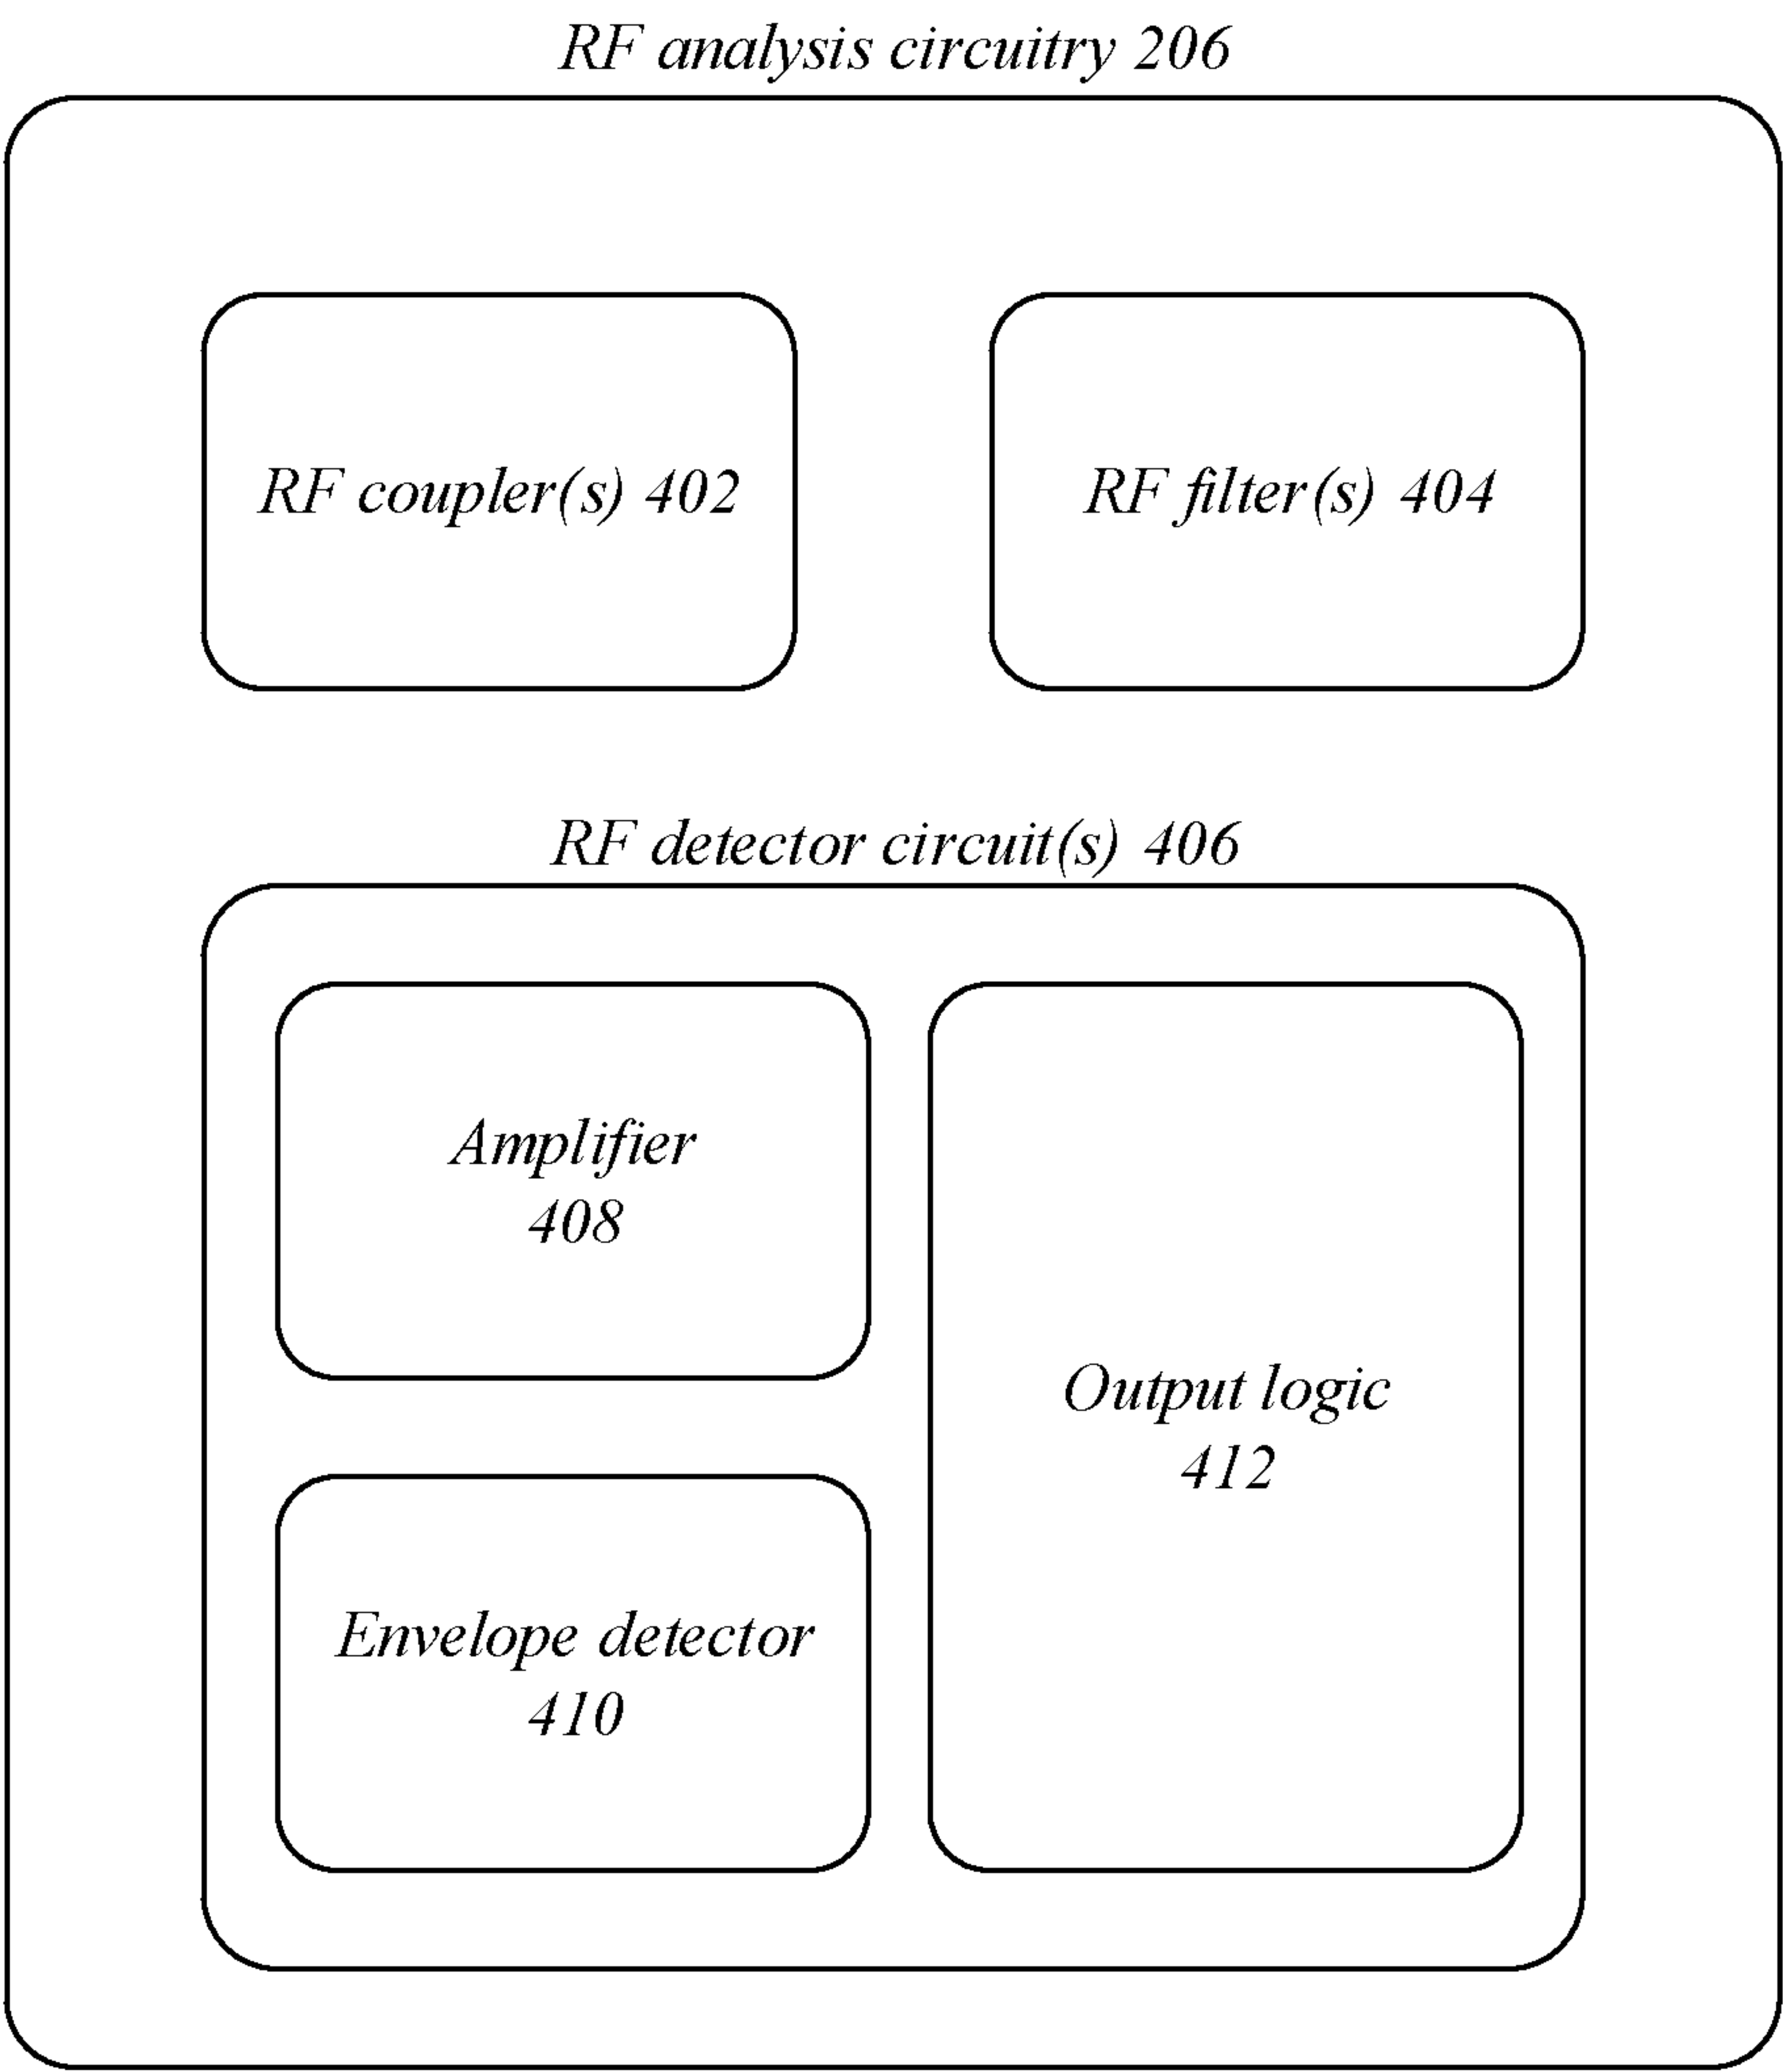 RF analysis circuitry 206
RF coupler(s) 402
RF filter(s) 404
RF detector circuit(s) 406
Amplifier
408
Output logic
412
Envelope detector
410